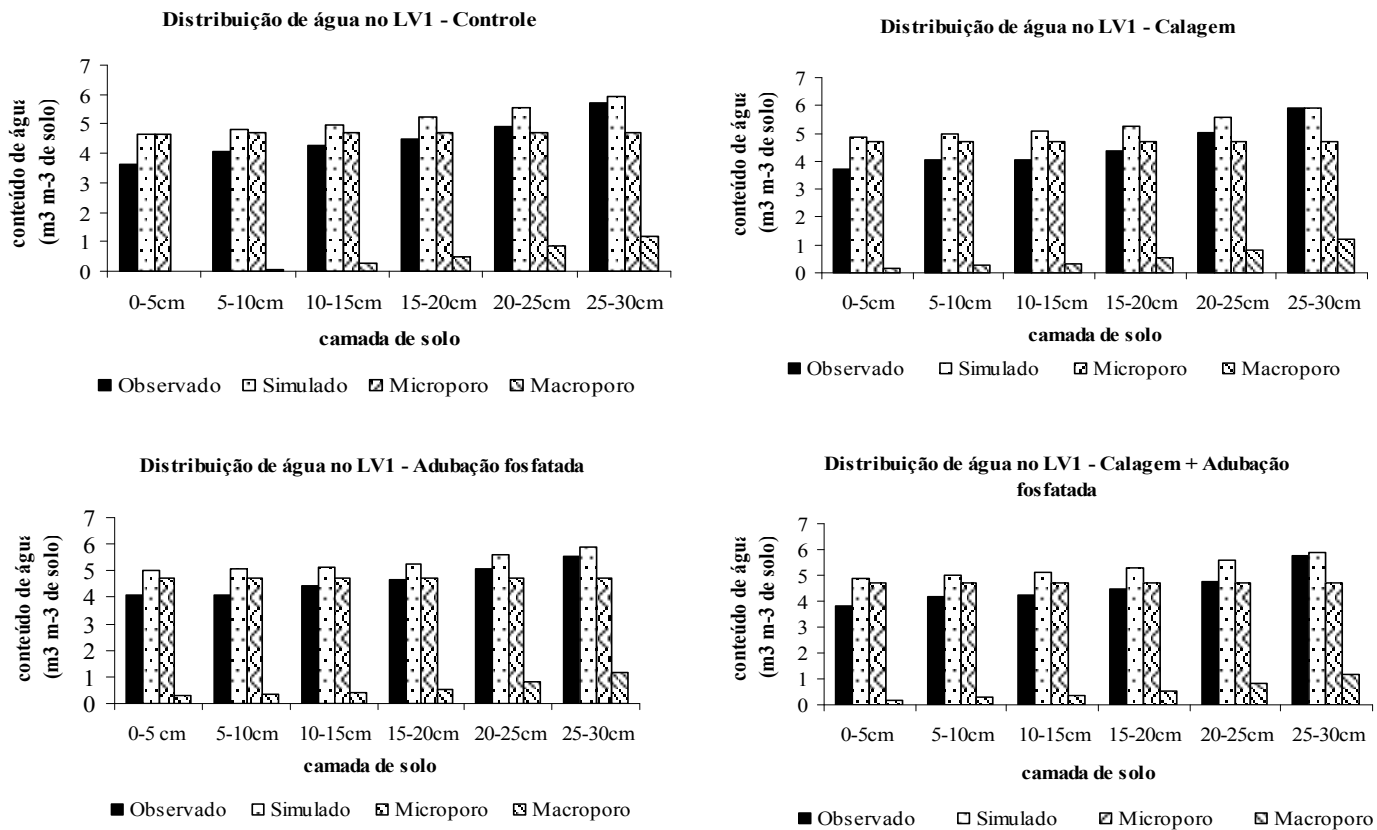 Distribuição de água no LV1 - Controle
conteúdo de água
(m3 m-3 de solo)
7
6
5
4
3
2
1
0
0-5cm 5-10cm 10-15cm 15-20cm 20-25cm 25-30cm
camada de solo
Observado Simulado Microporo Macroporo
Distribuição de água no LV1 - Calagem
conteúdo de água
(m3 m-3 de solo)
7
6
5
4
3
2
1
0
0-5cm 5-10cm 10-15cm 15-20cm 20-25cm 25-30cm
camada de solo
Observado Simulado Microporo Macroporo
Distribuição de água no LV1 - Adubação fosfatada
conteúdo de água
(m3 m-3 de solo)
7
6
5
4
3
2
1
0
0-5 cm 5-10cm 10-15cm 15-20cm 20-25cm 25-30cm
camada de solo
Observado Simulado Microporo Macroporo
Distribuição de água no LV1 - Calagem + Adubação
fosfatada
conteúdo de água
(m3 m-3 de solo)
7
6
5
4
3
2
1
0
0-5cm 5-10cm 10-15cm 15-20cm 20-25cm 25-30cm
camada de solo
Observado Simulado Microporo Macroporo